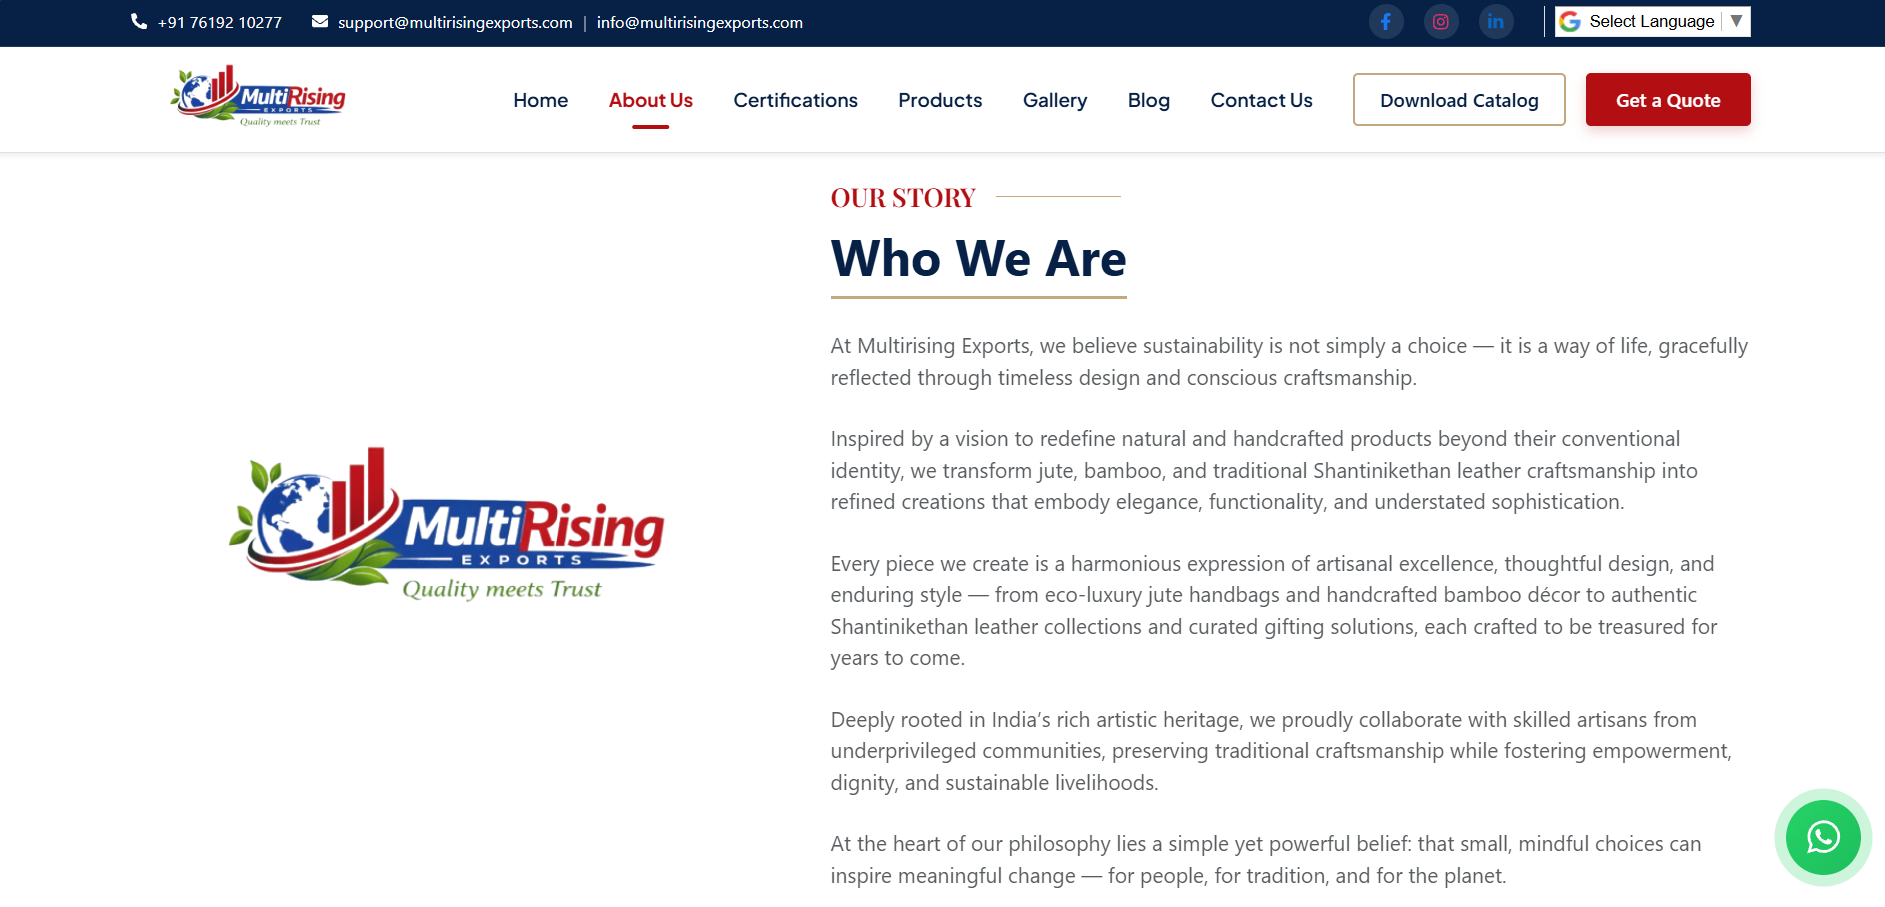 +91 76192 10277
support@multirisingexports.com | info@multirisingexports.com
Select Language ▼
MultiRising
EXPORTS
Quality meets Trust
Home
About Us
Certifications
Products
Gallery
Blog
Contact Us
Download Catalog
Get a Quote
OUR STORY
Who We Are
At Multirising Exports, we believe sustainability is not simply a choice — it is a way of life, gracefully
reflected through timeless design and conscious craftsmanship.
Inspired by a vision to redefine natural and handcrafted products beyond their conventional
identity, we transform jute, bamboo, and traditional Shantinikethan leather craftsmanship into
refined creations that embody elegance, functionality, and understated sophistication.
Every piece we create is a harmonious expression of artisanal excellence, thoughtful design, and
enduring style — from eco-luxury jute handbags and handcrafted bamboo décor to authentic
Shantinikethan leather collections and curated gifting solutions, each crafted to be treasured for
years to come.
Deeply rooted in India’s rich artistic heritage, we proudly collaborate with skilled artisans from
underprivileged communities, preserving traditional craftsmanship while fostering empowerment,
dignity, and sustainable livelihoods.
At the heart of our philosophy lies a simple yet powerful belief: that small, mindful choices can
inspire meaningful change — for people, for tradition, and for the planet.
MultiRising
EXPORTS
Quality meets Trust